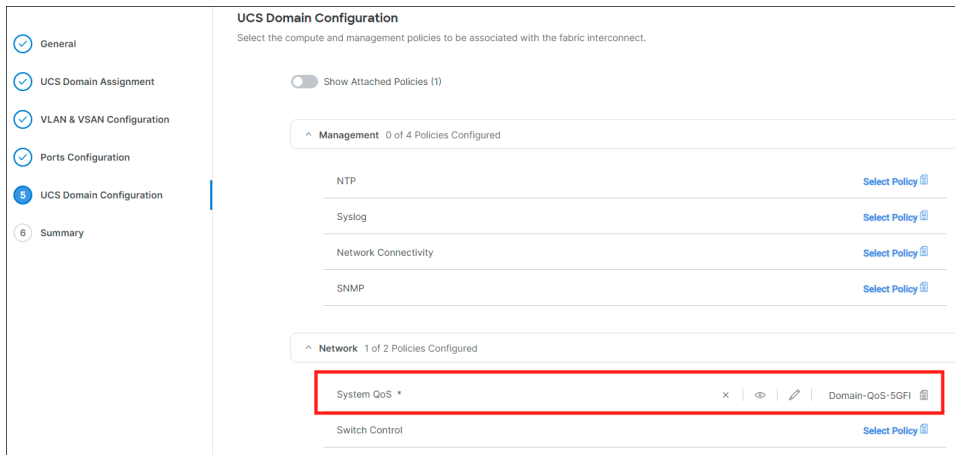 UCS Domain Configuration
Select the compute and management policies to be associated with the fabric interconnect.
General
UCS Domain Assignment
VLAN & VSAN Configuration
Ports Configuration
5 UCS Domain Configuration
6 Summary
Show Attached Policies (1)
Management 0 of 4 Policies Configured
NTP Select Policy
Syslog Select Policy
Network Connectivity Select Policy
SNMP Select Policy
Network 1 of 2 Policies Configured
System QoS * Domain-QoS-5GFI
Switch Control Select Policy